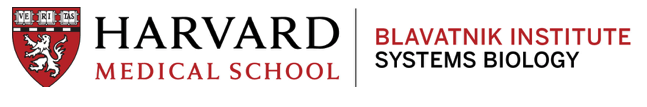 VE RI TAS
HARVARD
MEDICAL SCHOOL
BLAVATNIK INSTITUTE
SYSTEMS BIOLOGY